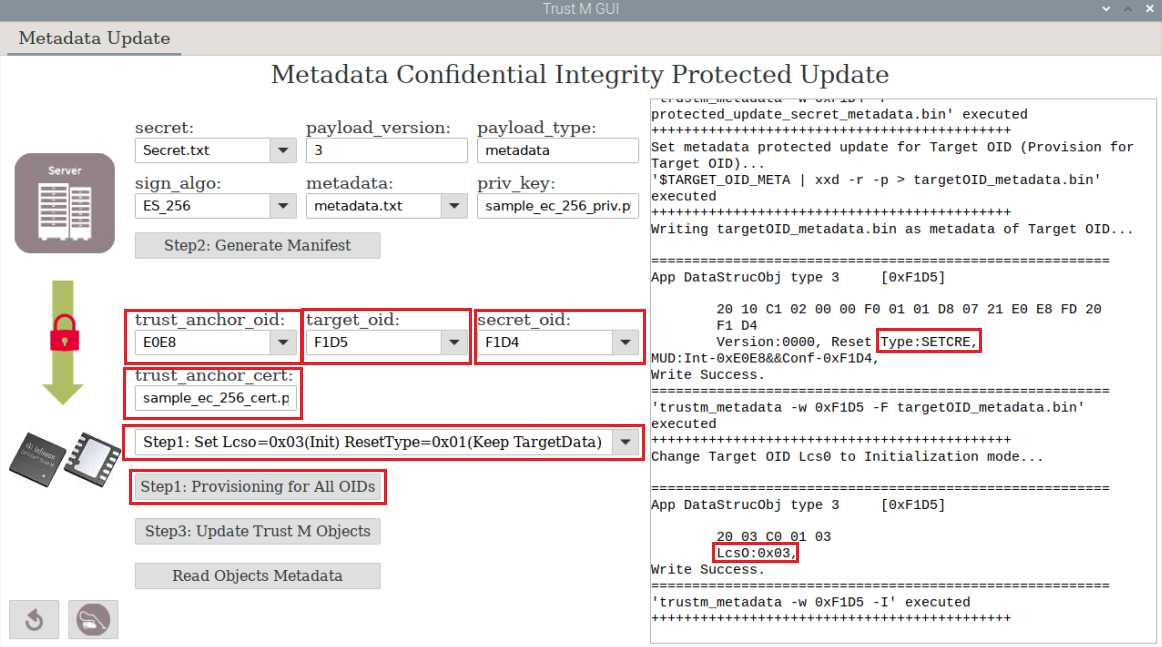 Trust M GUI
Metadata Update
Metadata Confidential Integrity Protected Update
Server
secret:
payload_version:
payload_type:
Secret.txt
3
metadata
sign_algo:
metadata:
priv_key:
ES_256
metadata.txt
sample_ec_256_priv.p
Step2: Generate Manifest
trust_anchor_oid:
target_oid:
secret_oid:
E0E8
F1D5
F1D4
trust_anchor_cert:
sample_ec_256_cert.p
Step1: Set Lcso=0x03(Init) ResetType=0x01(Keep TargetData)
Step1: Provisioning for All OIDs
Step3: Update Trust M Objects
Read Objects Metadata
'trustm_metadata -w 0xF1D4 -F
protected_update_secret_metadata.bin' executed
++++++++++++++++++++++++++++++++++++++++++++
Set metadata protected update for Target OID (Provision for
Target OID)...
'$TARGET_OID_META | xxd -r -p > targetOID_metadata.bin'
executed
++++++++++++++++++++++++++++++++++++++++++++
Writing targetOID_metadata.bin as metadata of Target OID...
========================================================
App DataStrucObj type 3     [0xF1D5]
20 10 C1 02 00 00 F0 01 01 D8 07 21 E0 E8 FD 20
F1 D4
Version:0000, Reset Type:SETCRE,
MUD:Int-0xE0E8&&Conf-0xF1D4,
Write Success.
========================================================
'trustm_metadata -w 0xF1D5 -F targetOID_metadata.bin'
executed
++++++++++++++++++++++++++++++++++++++++++++
Change Target OID Lcs0 to Initialization mode...
========================================================
App DataStrucObj type 3     [0xF1D5]
20 03 C0 01 03
LcsO:0x03,
Write Success.
========================================================
'trustm_metadata -w 0xF1D5 -I' executed
++++++++++++++++++++++++++++++++++++++++++++